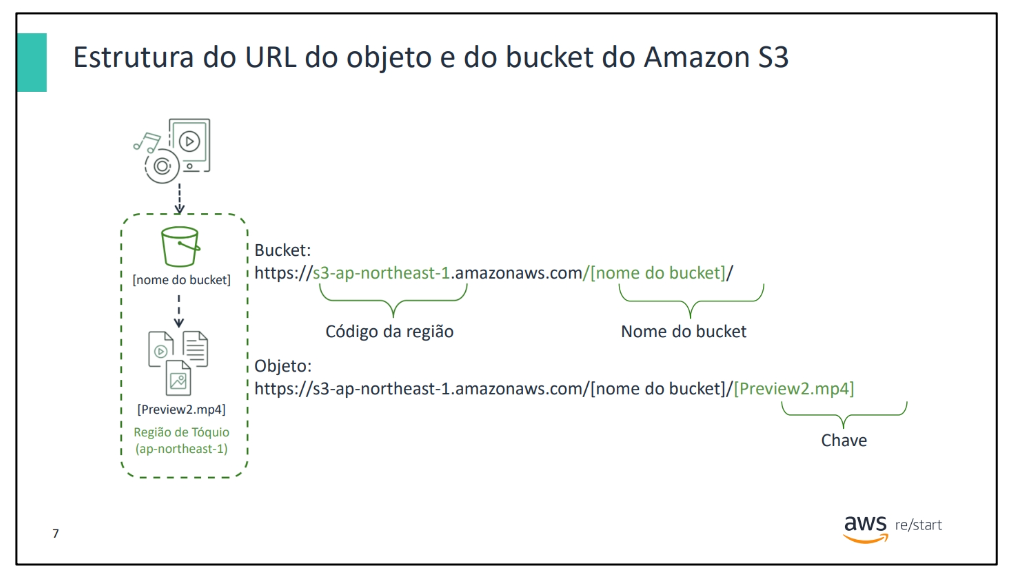 Estrutura do URL do objeto e do bucket do Amazon S3
[nome do bucket]
Bucket:
https://s3-ap-northeast-1.amazonaws.com/[nome do bucket]/
Código da região
Nome do bucket
Objeto:
https://s3-ap-northeast-1.amazonaws.com/[nome do bucket]/[Preview2.mp4]
Chave
[Preview2.mp4]
Região de Tóquio
(ap-northeast-1)
7
aws re/start